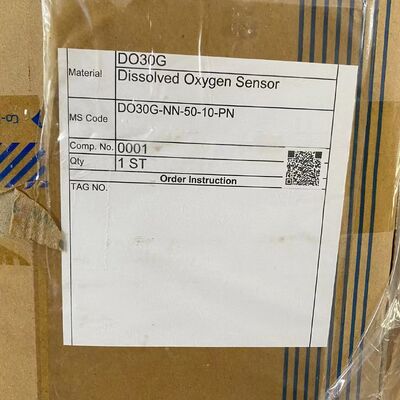 DO30G
Material Dissolved Oxygen Sensor
MS Code DO30G-NN-50-10-PN
Comp. No. 0001
Qty 1 ST
Order Instruction
TAG NO.